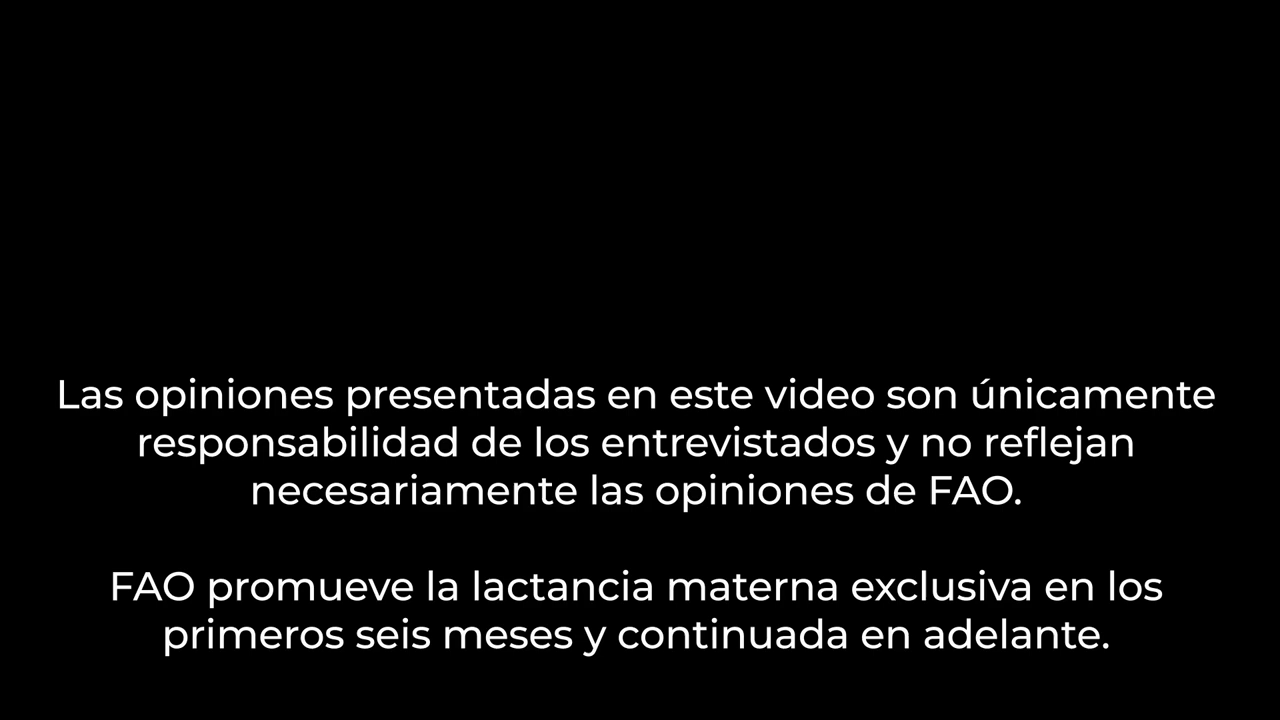 Las opiniones presentadas en este video son únicamente
responsabilidad de los entrevistados y no reflejan
necesariamente las opiniones de FAO.
FAO promueve la lactancia materna exclusiva en los
primeros seis meses y continuada en adelante.